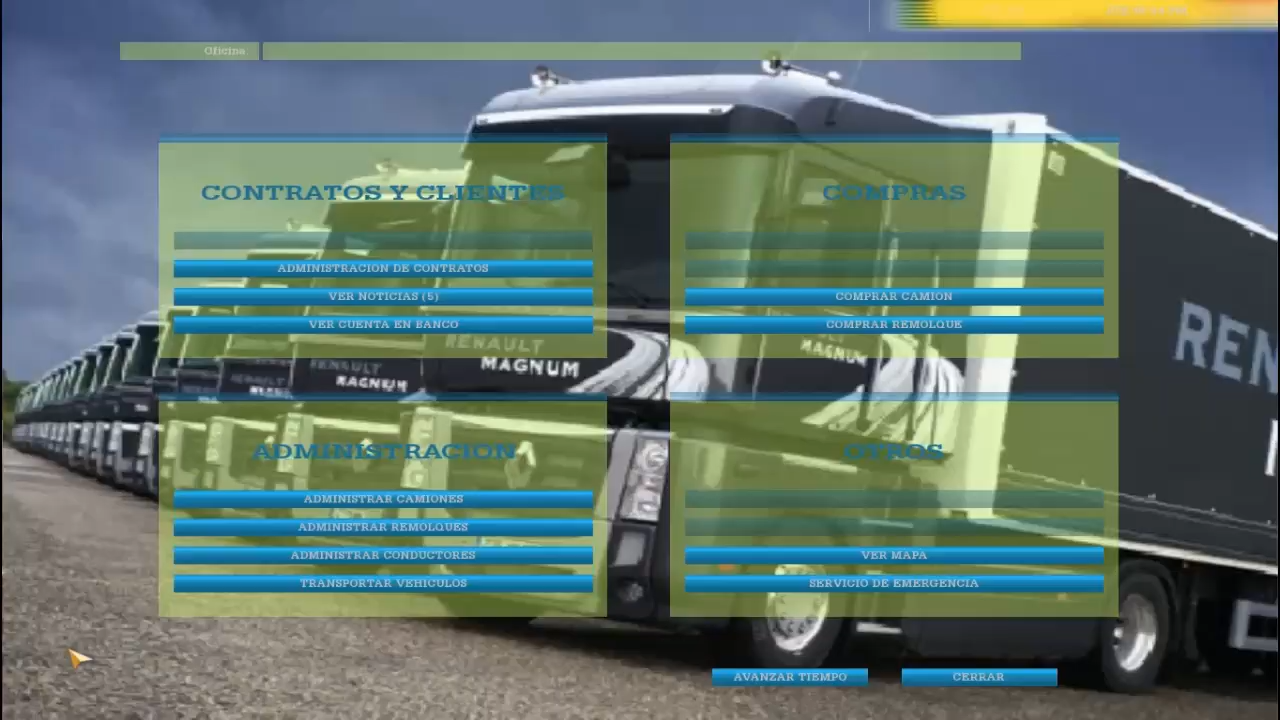 Oficina
CONTRATOS Y CLIENTES
ADMINISTRACION DE CONTRATOS
VER NOTICIAS (5)
VER CUENTA EN BANCO
COMPRAS
COMPRAR CAMION
COMPRAR REMOLQUE
RENAULT
MAGNUM
RENAULT
MAGNUM
MAGNUM
REN
ADMINISTRACION
ADMINISTRAR CAMIONES
ADMINISTRAR REMOLQUES
ADMINISTRAR CONDUCTORES
TRANSPORTAR VEHICULOS
OTROS
VER MAPA
SERVICIO DE EMERGENCIA
AVANZAR TIEMPO
CERRAR